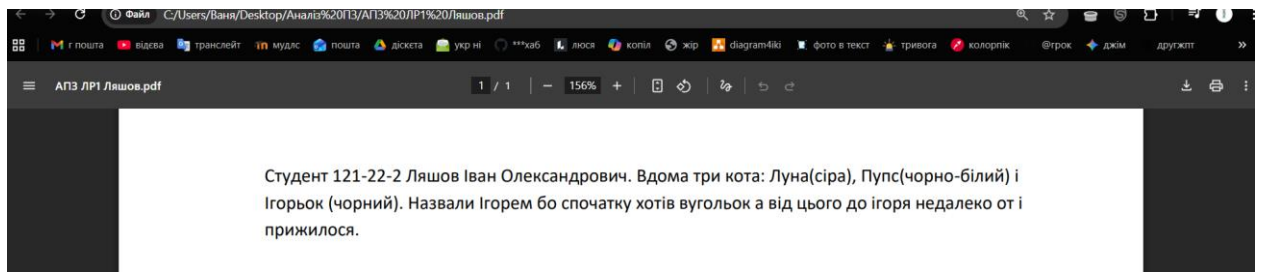 Файл C:/Users/Ваня/Desktop/Аналіз%20ПЗ/АПЗ%20ЛР1%20Ляшов.pdf
г пошта відєва транслейт мудлс пошта діскєта укр ні ***хаб люся копіл жір diagram4iki фото в текст тривога колорпік @грок джім другжпт »
АПЗ ЛР1 Ляшов.pdf 1 / 1 − 156% +
Студент 121-22-2 Ляшов Іван Олександрович. Вдома три кота: Луна(сіра), Пупс(чорно-білий) і
Ігорьок (чорний). Назвали Ігорем бо спочатку хотів вугольок а від цього до ігоря недалеко от і
прижилося.